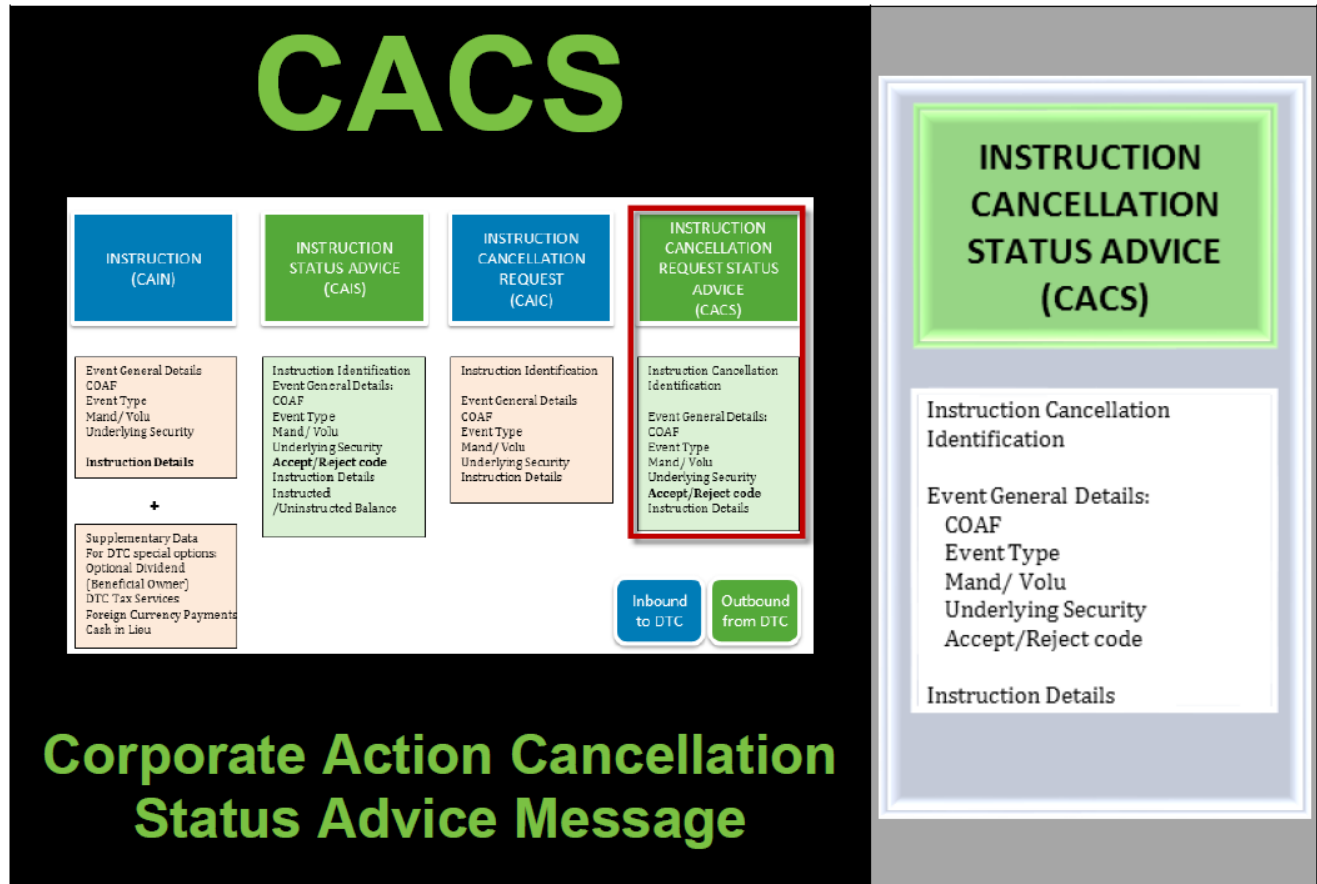 CACS
INSTRUCTION
(CAIN)
INSTRUCTION
STATUS ADVICE
(CAIS)
INSTRUCTION
CANCELLATION
REQUEST
(CAIC)
INSTRUCTION
CANCELLATION
REQUEST STATUS
ADVICE
(CACS)
Event General Details
COAF
Event Type
Mand/ Volu
Underlying Security
Instruction Details
+
Supplementary Data
For DTC special options:
Optional Dividend
(Beneficial Owner)
DTC Tax Services
Foreign Currency Payments
Cash in Lieu
Instruction Identification
Event General Details:
COAF
Event Type
Mand/ Volu
Underlying Security
Accept/Reject code
Instruction Details
Instructed
/Uninstructed Balance
Instruction Identification
Event General Details
COAF
Event Type
Mand/ Volu
Underlying Security
Instruction Details
Instruction Cancellation
Identification
Event General Details:
COAF
Event Type
Mand/ Volu
Underlying Security
Accept/Reject code
Instruction Details
Inbound
to DTC
Outbound
from DTC
Corporate Action Cancellation
Status Advice Message
INSTRUCTION
CANCELLATION
STATUS ADVICE
(CACS)
Instruction Cancellation
Identification
Event General Details:
COAF
Event Type
Mand/ Volu
Underlying Security
Accept/Reject code
Instruction Details